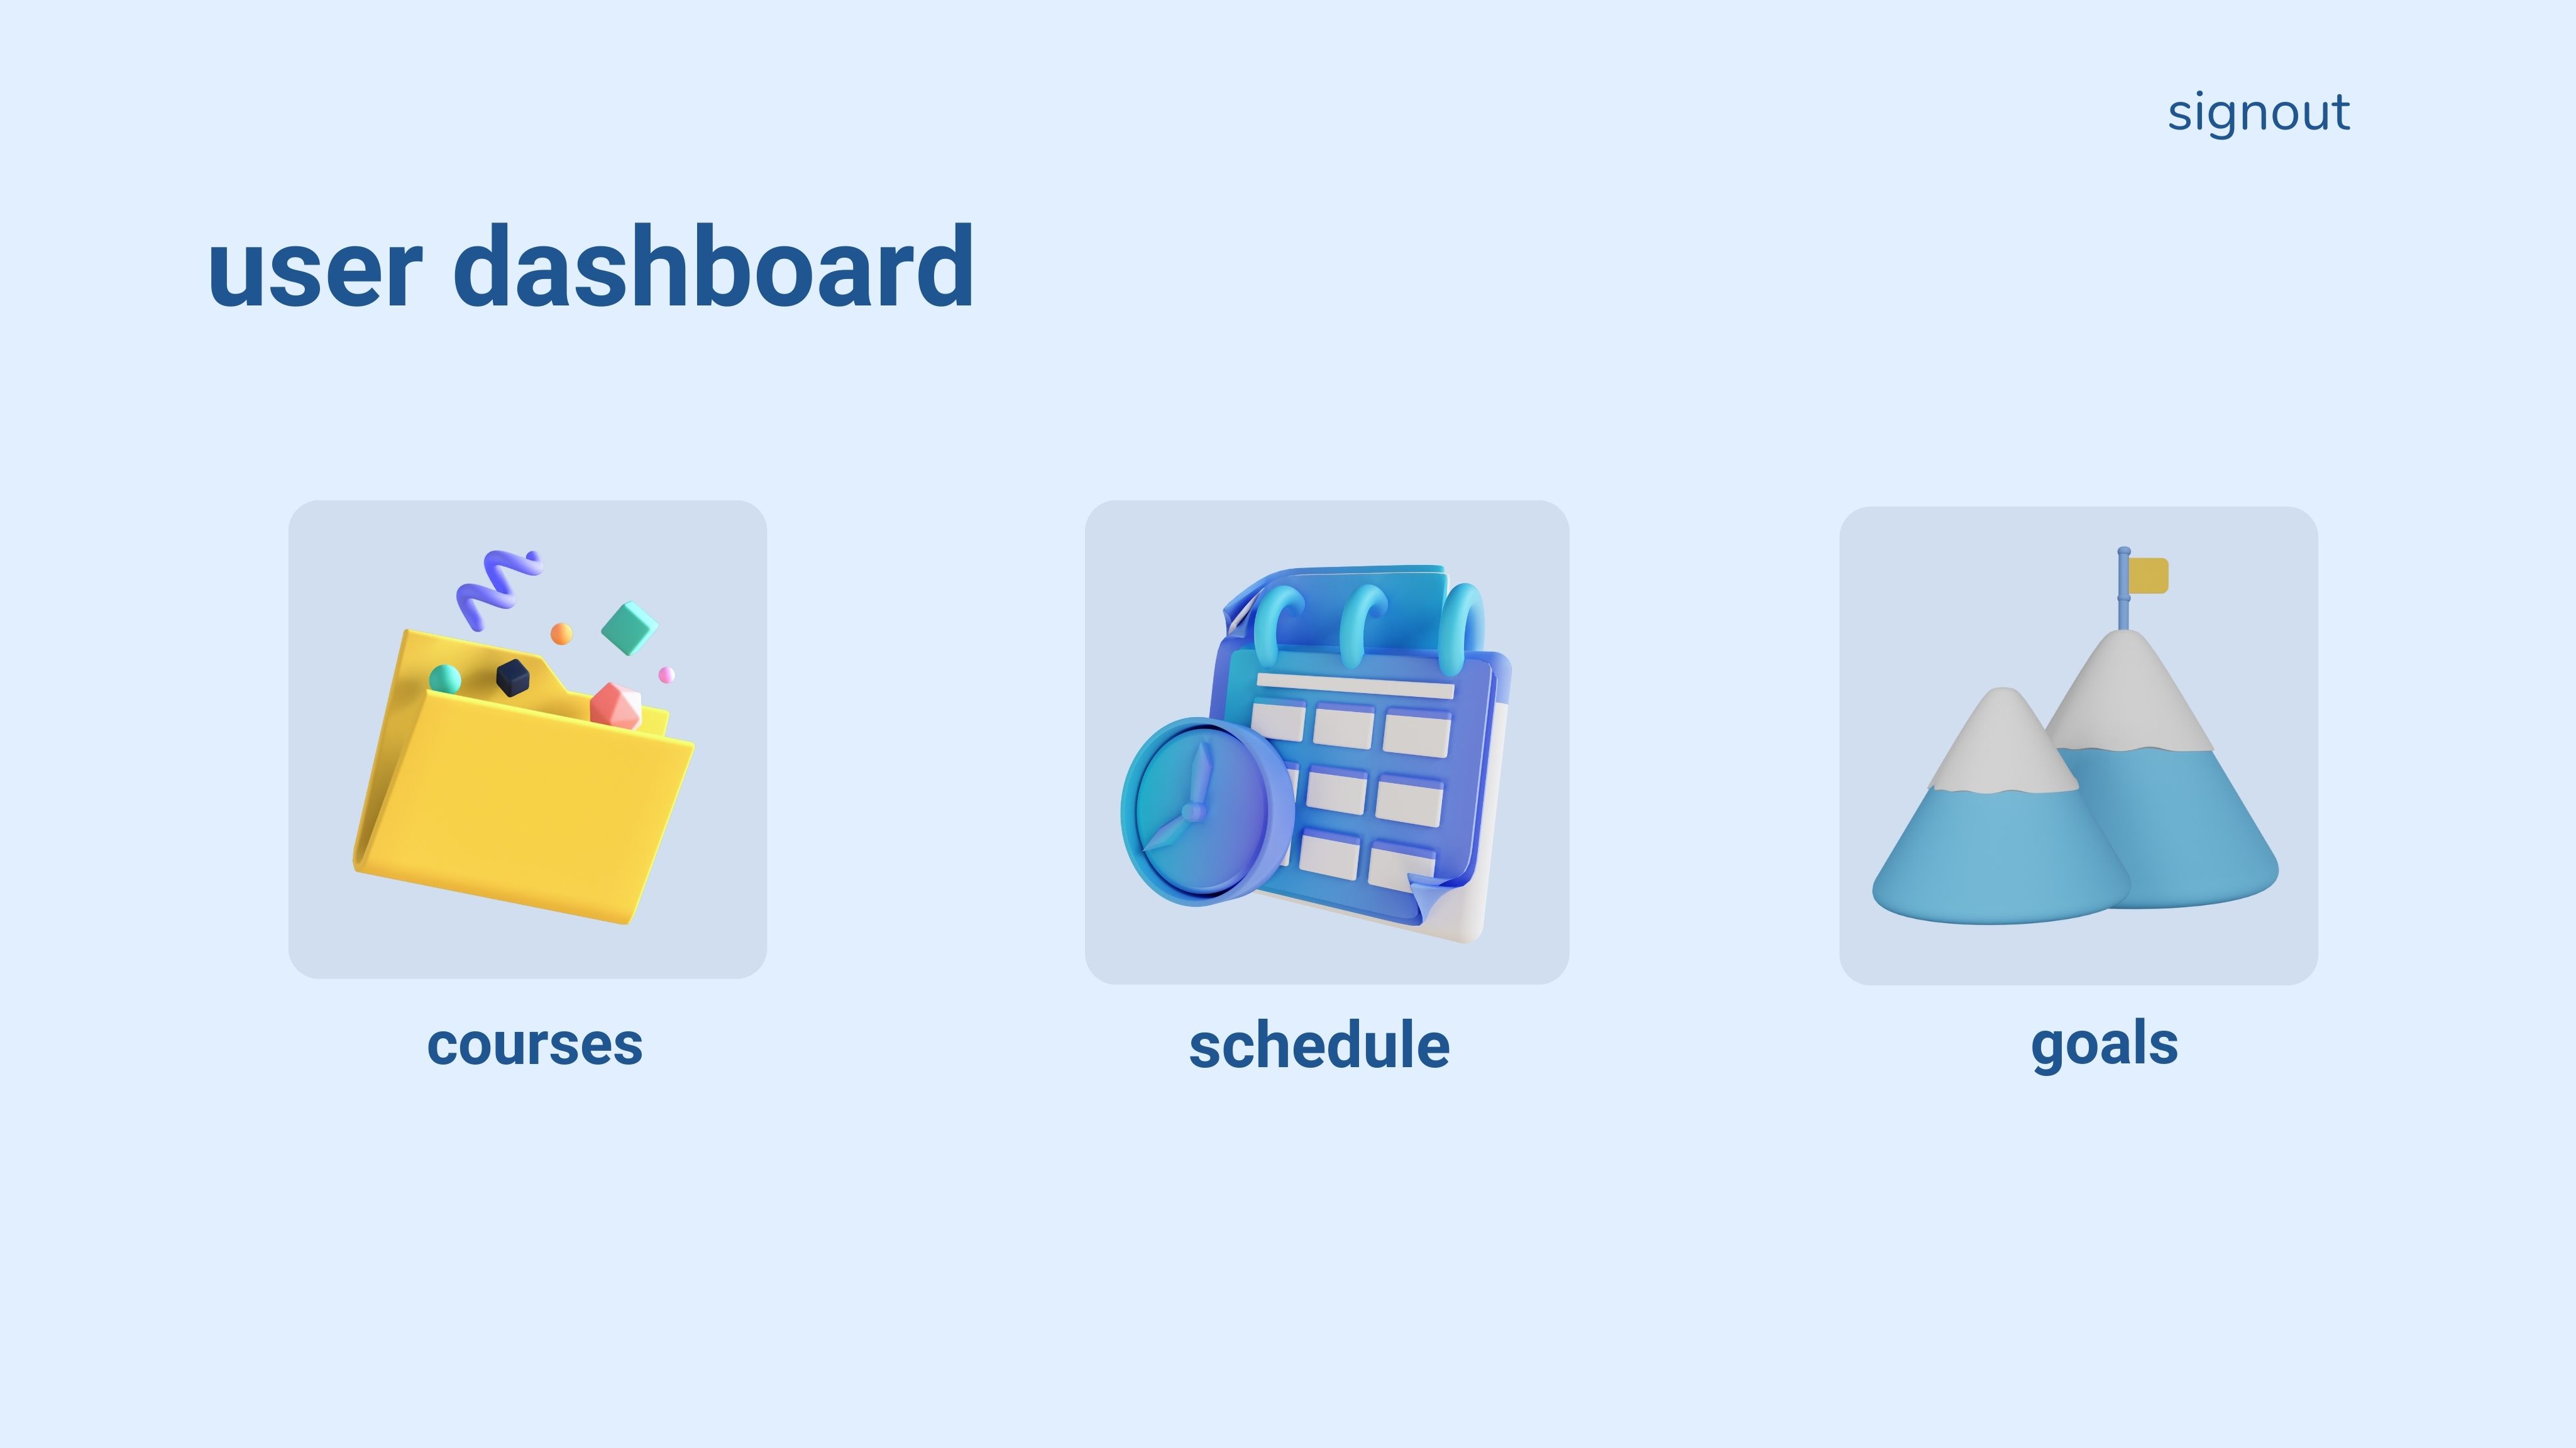 signout
user dashboard
courses
schedule
goals